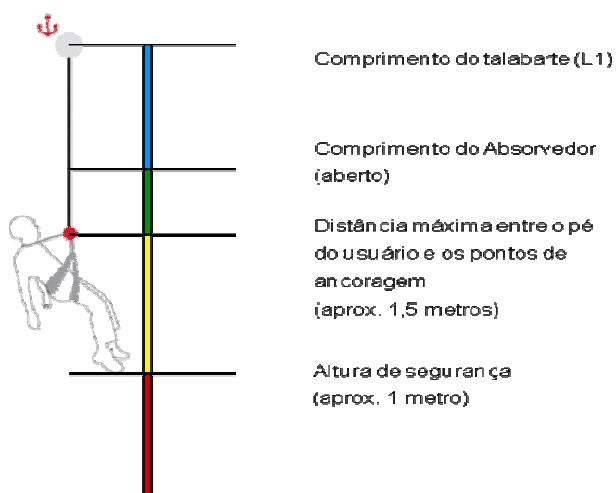 Comprimento do talabarte (L1)
Comprimento do Absorvedor
(aberto)
Distância máxima entre o pé
do usuário e os pontos de
ancoragem
(aprox. 1,5 metros)
Altura de segurança
(aprox. 1 metro)